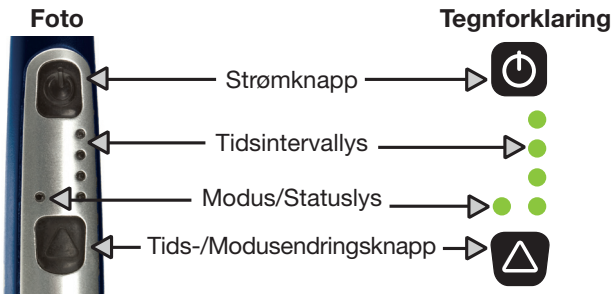 Foto
Tegnforklaring
Strømknapp
Tidsintervallys
Modus/Statuslys
Tids-/Modusendringsknapp